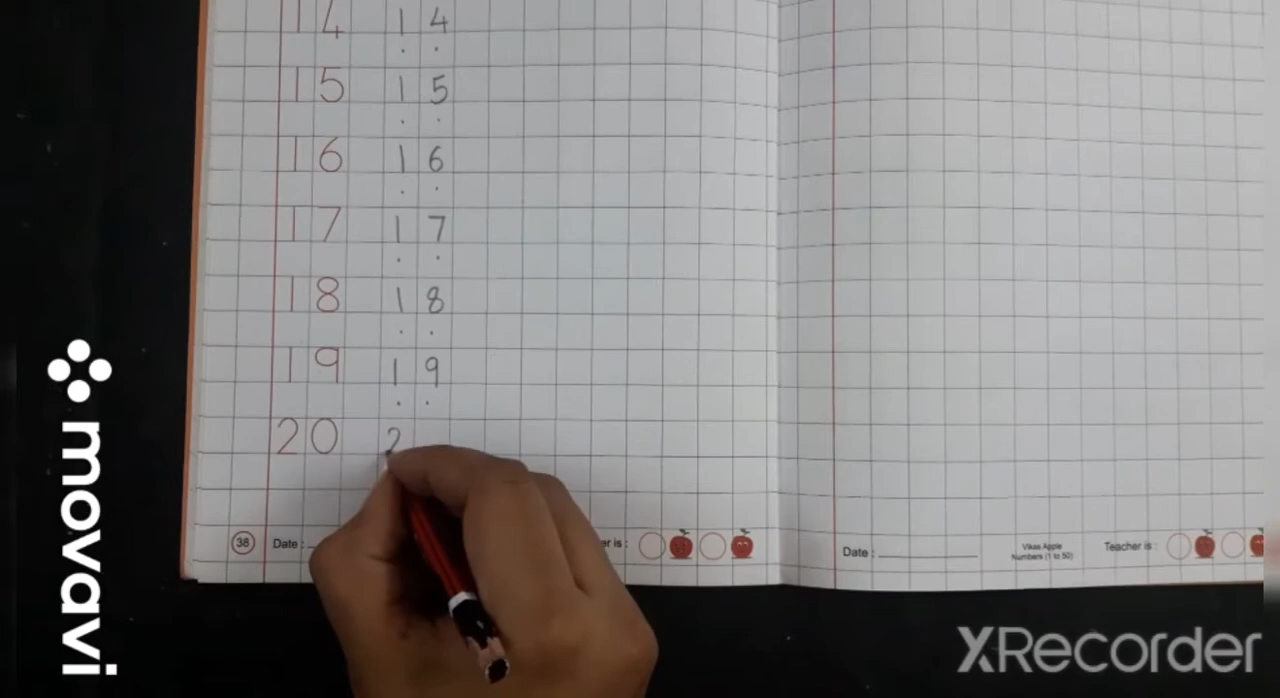 14 14
15 15
16 16
17 17
18 18
19 19
20 2
38 Date : er is :
Date : Vikas Apple Teacher is :
Numbers (1 to 50)
movavi
XRecorder